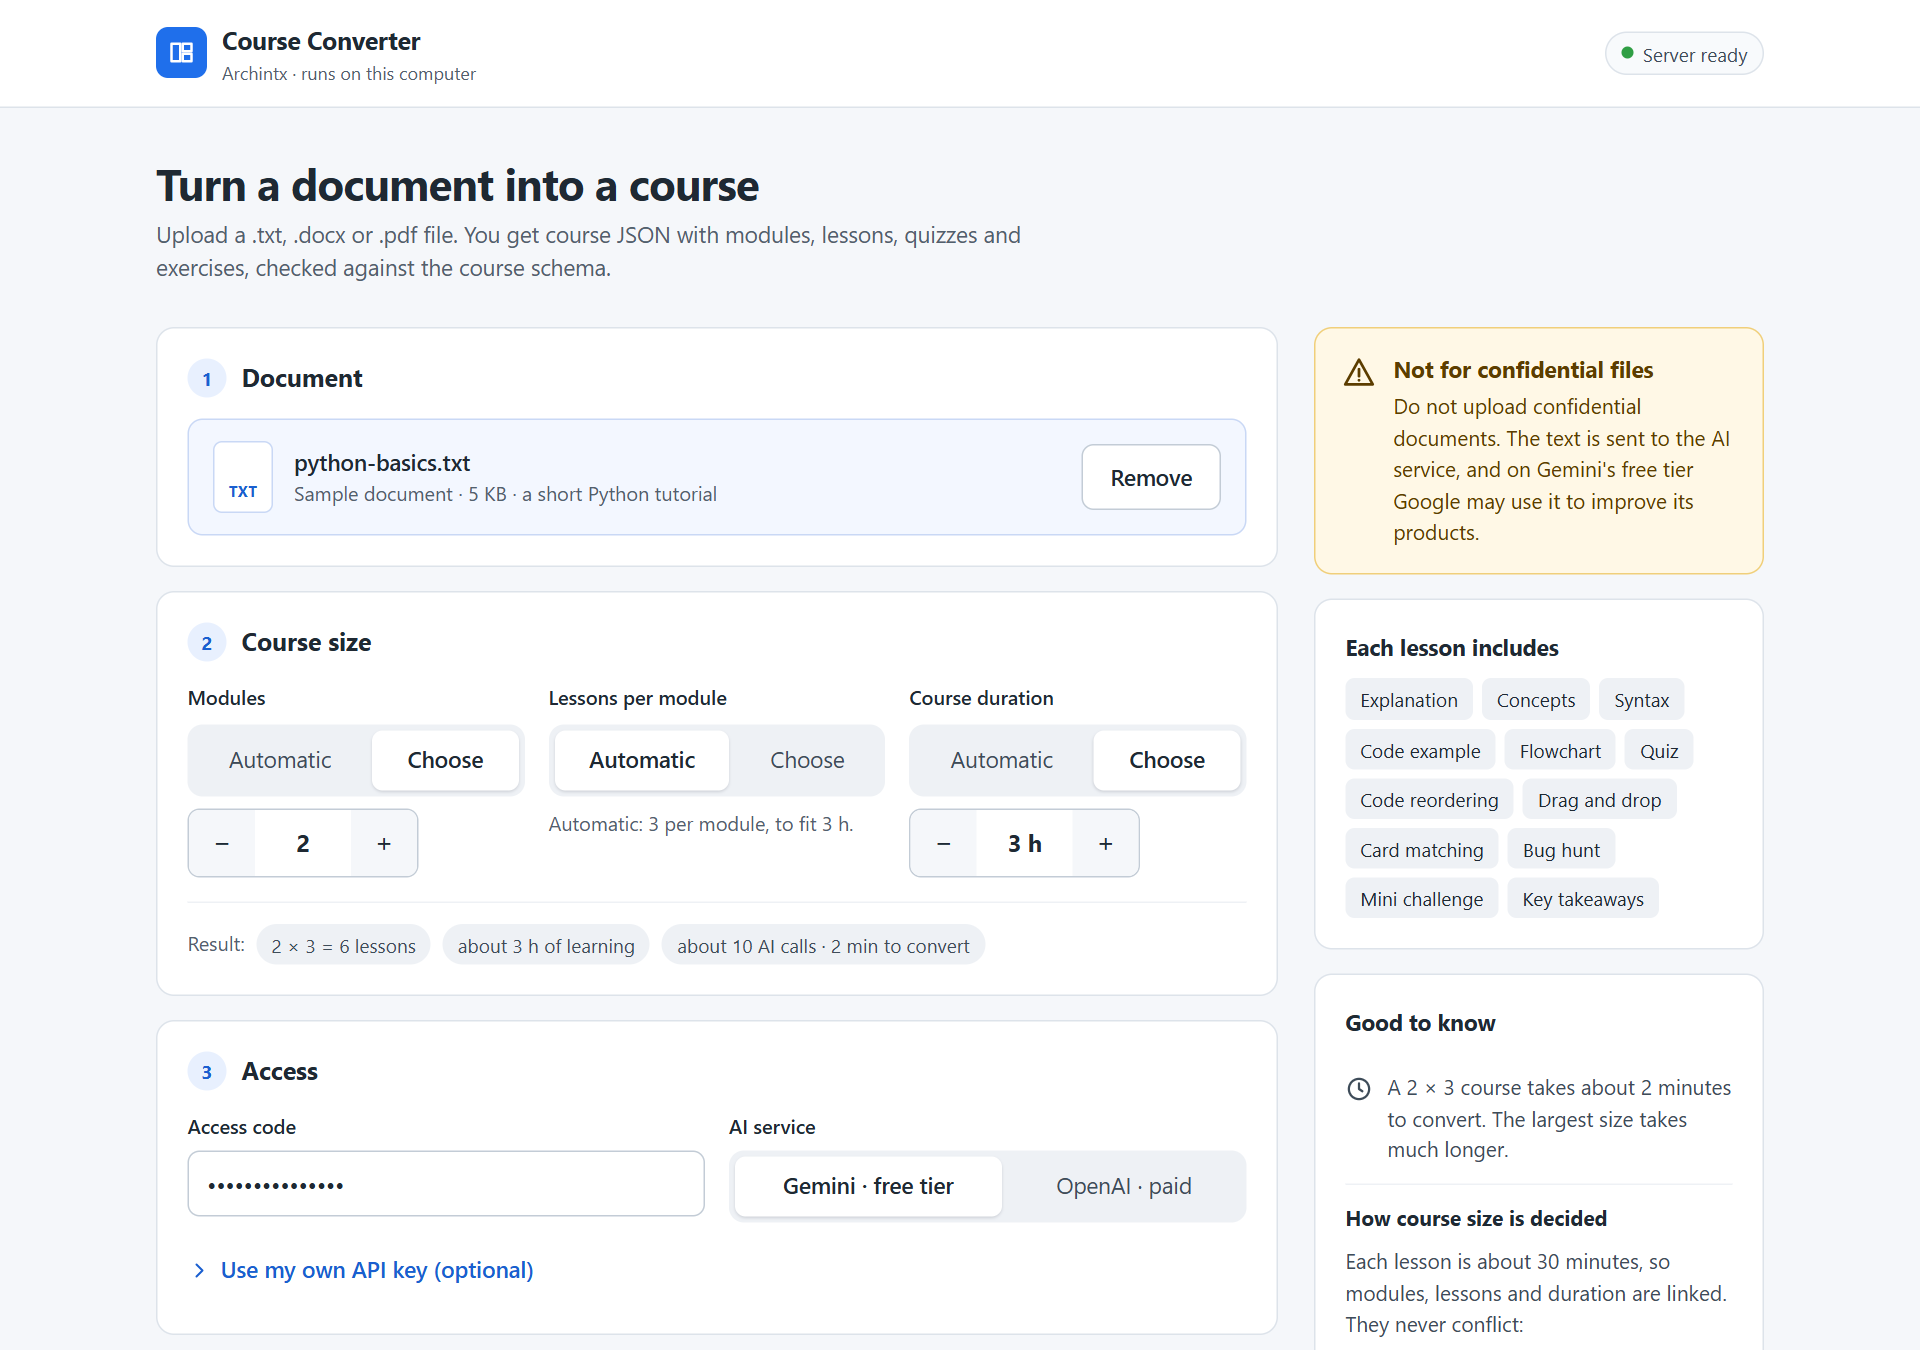 Course Converter
Archintx · runs on this computer
Server ready
Turn a document into a course
Upload a .txt, .docx or .pdf file. You get course JSON with modules, lessons, quizzes and
exercises, checked against the course schema.
1 Document
TXT
python-basics.txt
Sample document · 5 KB · a short Python tutorial
Remove
2 Course size
Modules
Automatic Choose
− 2 +
Lessons per module
Automatic Choose
Automatic: 3 per module, to fit 3 h.
Course duration
Automatic Choose
− 3 h +
Result: 2 × 3 = 6 lessons about 3 h of learning about 10 AI calls · 2 min to convert
3 Access
Access code
•••••••••••••••
AI service
Gemini · free tier OpenAI · paid
Use my own API key (optional)
Not for confidential files
Do not upload confidential
documents. The text is sent to the AI
service, and on Gemini's free tier
Google may use it to improve its
products.
Each lesson includes
Explanation Concepts Syntax
Code example Flowchart Quiz
Code reordering Drag and drop
Card matching Bug hunt
Mini challenge Key takeaways
Good to know
A 2 × 3 course takes about 2 minutes
to convert. The largest size takes
much longer.
How course size is decided
Each lesson is about 30 minutes, so
modules, lessons and duration are linked.
They never conflict: